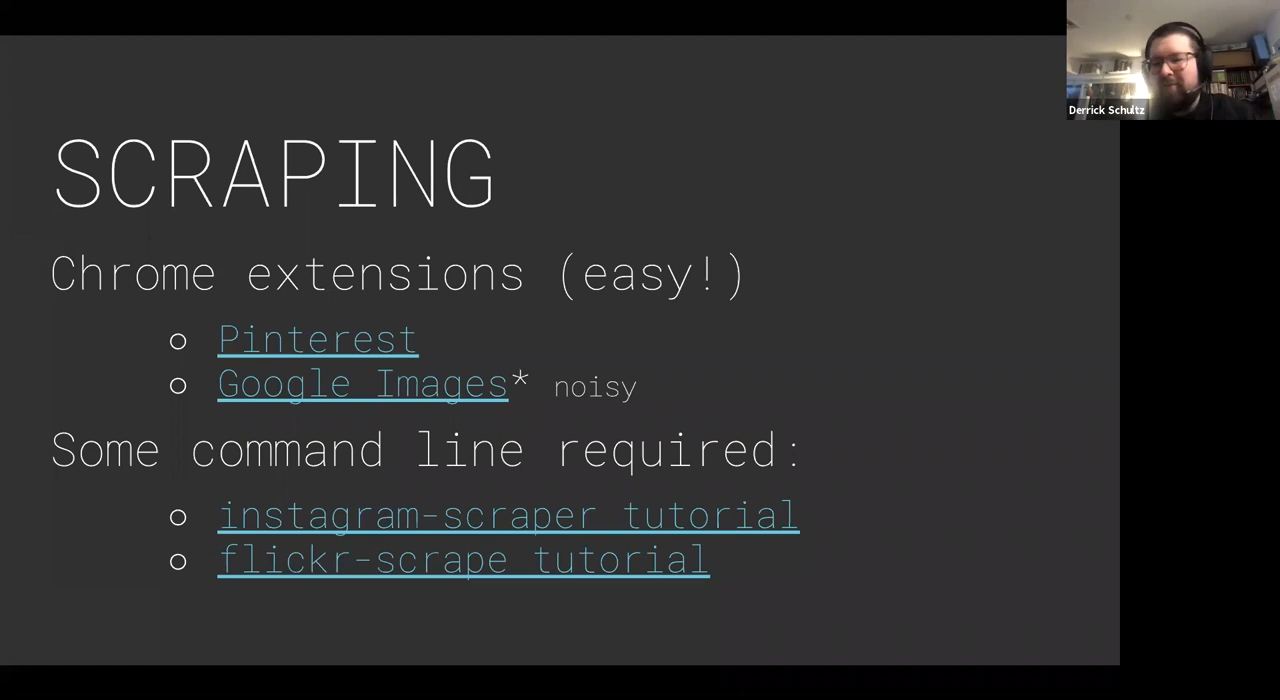 SCRAPING
Chrome extensions (easy!)
Pinterest
Google Images* noisy
Some command line required:
instagram-scraper tutorial
flickr-scrape tutorial
Derrick Schultz